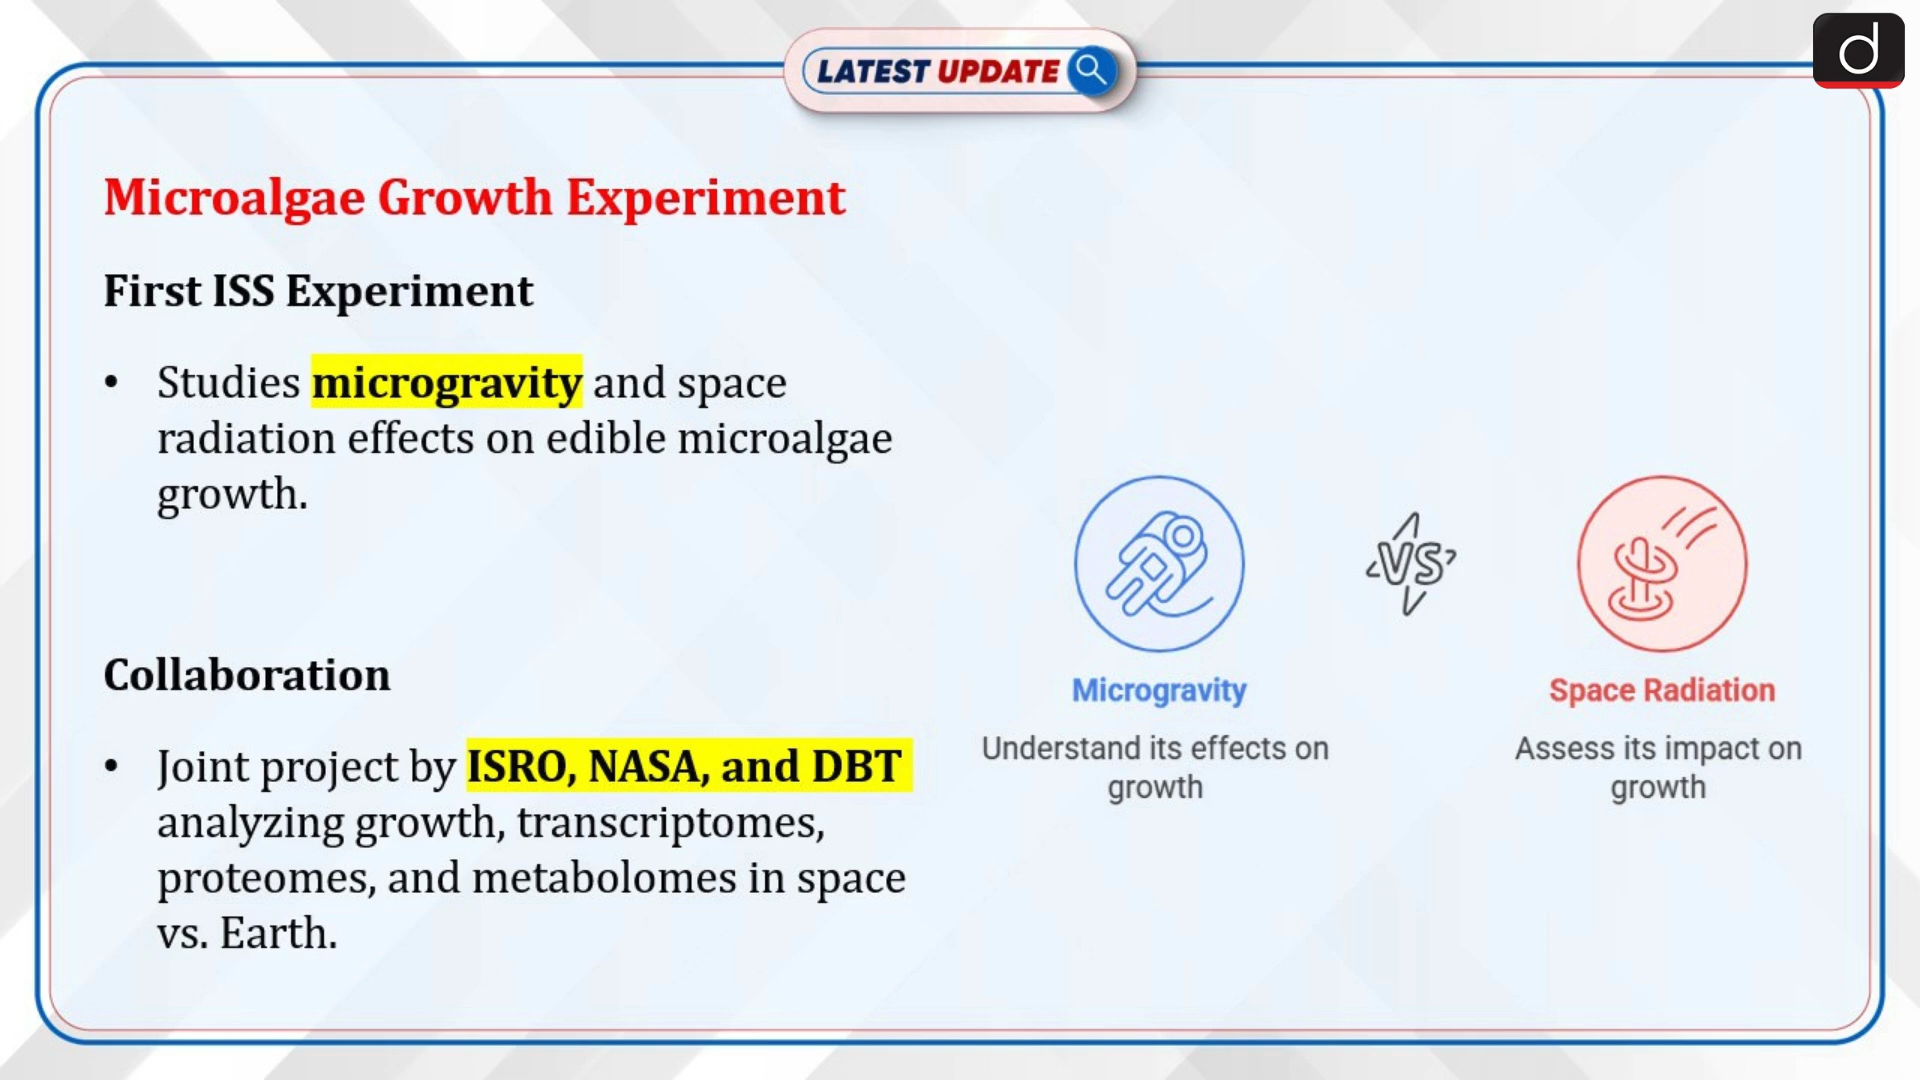 LATEST UPDATE
d
Microalgae Growth Experiment
First ISS Experiment
• Studies microgravity and space
radiation effects on edible microalgae
growth.
Collaboration
• Joint project by ISRO, NASA, and DBT
analyzing growth, transcriptomes,
proteomes, and metabolomes in space
vs. Earth.
VS
Microgravity
Understand its effects on
growth
Space Radiation
Assess its impact on
growth